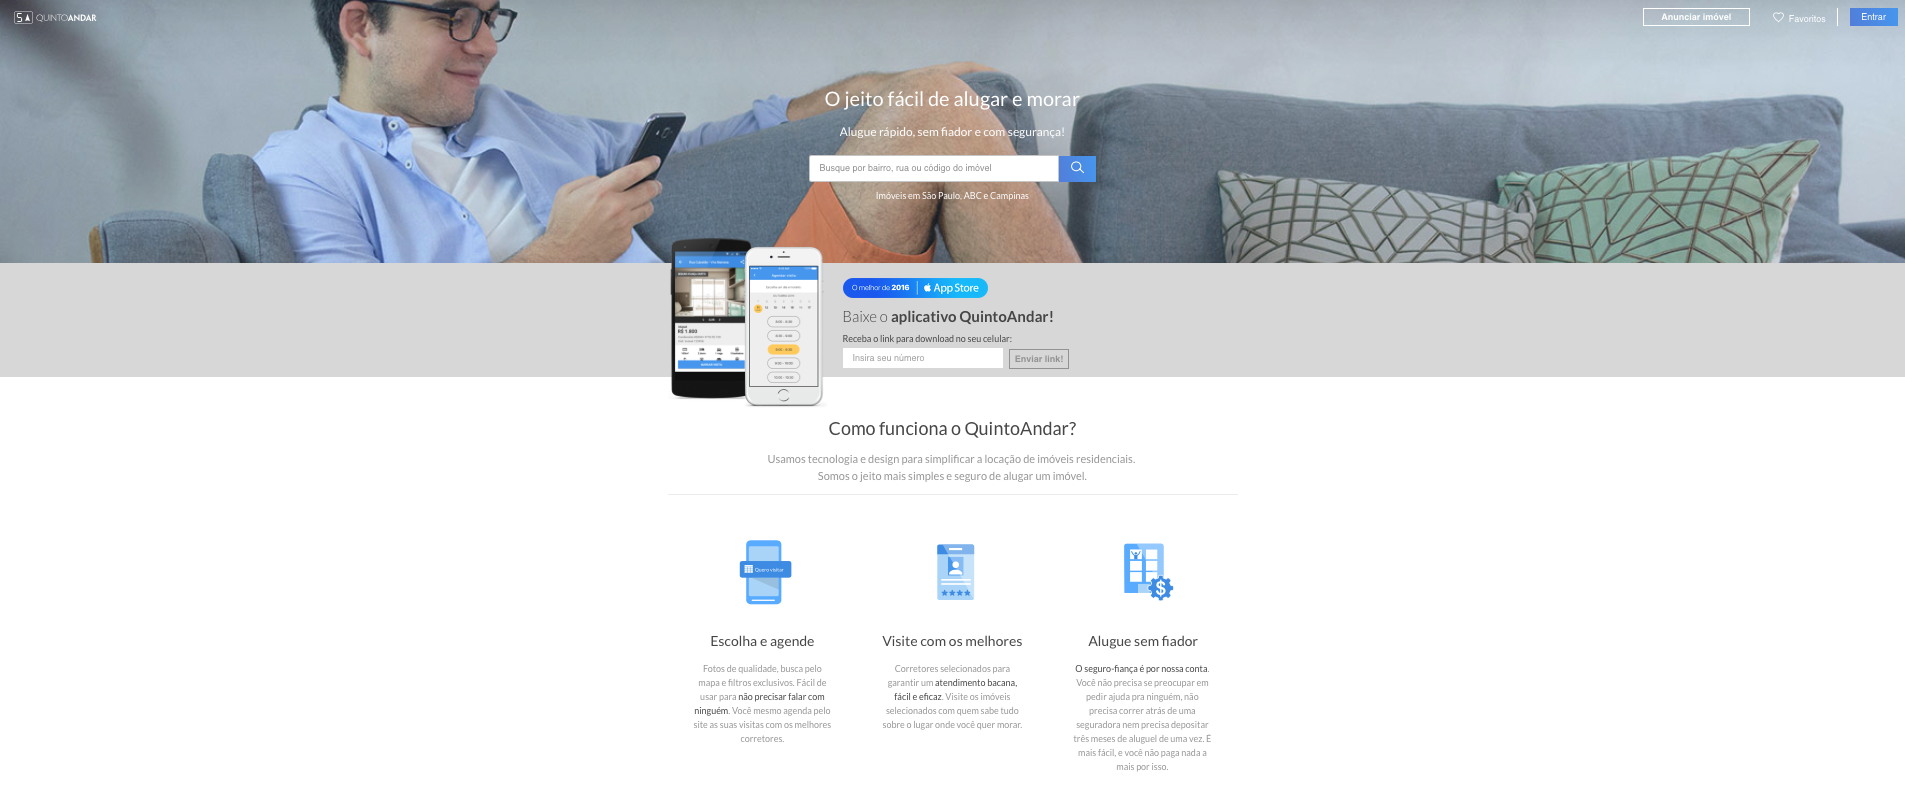 5A QUINTOANDAR
Anunciar imóvel
Favoritos
Entrar
O jeito fácil de alugar e morar
Alugue rápido, sem fiador e com segurança!
Busque por bairro, rua ou código do imóvel
Imóveis em São Paulo, ABC e Campinas
O melhor de 2016
App Store
Baixe o aplicativo QuintoAndar!
Receba o link para download no seu celular:
Insira seu número
Enviar link!
Como funciona o QuintoAndar?
Usamos tecnologia e design para simplificar a locação de imóveis residenciais.
Somos o jeito mais simples e seguro de alugar um imóvel.
Quero visitar
Escolha e agende
Fotos de qualidade, busca pelo
mapa e filtros exclusivos. Fácil de
usar para não precisar falar com
ninguém. Você mesmo agenda pelo
site as suas visitas com os melhores
corretores.
Visite com os melhores
Corretores selecionados para
garantir um atendimento bacana,
fácil e eficaz. Visite os imóveis
selecionados com quem sabe tudo
sobre o lugar onde você quer morar.
Alugue sem fiador
O seguro-fiança é por nossa conta.
Você não precisa se preocupar em
pedir ajuda pra ninguém, não
precisa correr atrás de uma
seguradora nem precisa depositar
três meses de aluguel de uma vez. É
mais fácil, e você não paga nada a
mais por isso.